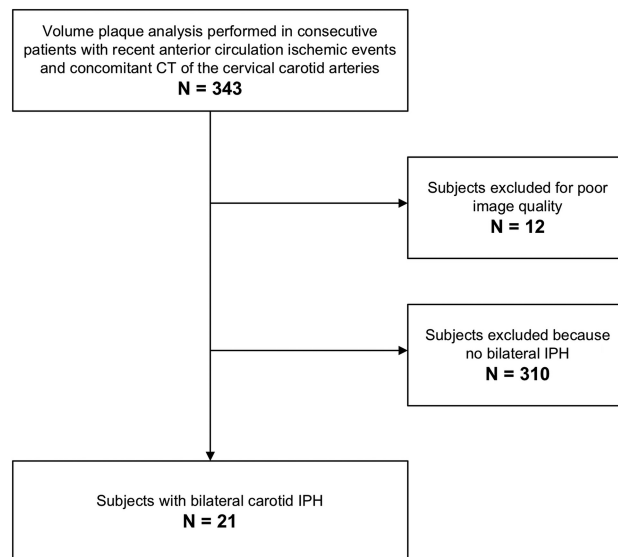 Volume plaque analysis performed in consecutive
patients with recent anterior circulation ischemic events
and concomitant CT of the cervical carotid arteries
N = 343
Subjects excluded for poor
image quality
N = 12
Subjects excluded because
no bilateral IPH
N = 310
Subjects with bilateral carotid IPH
N = 21